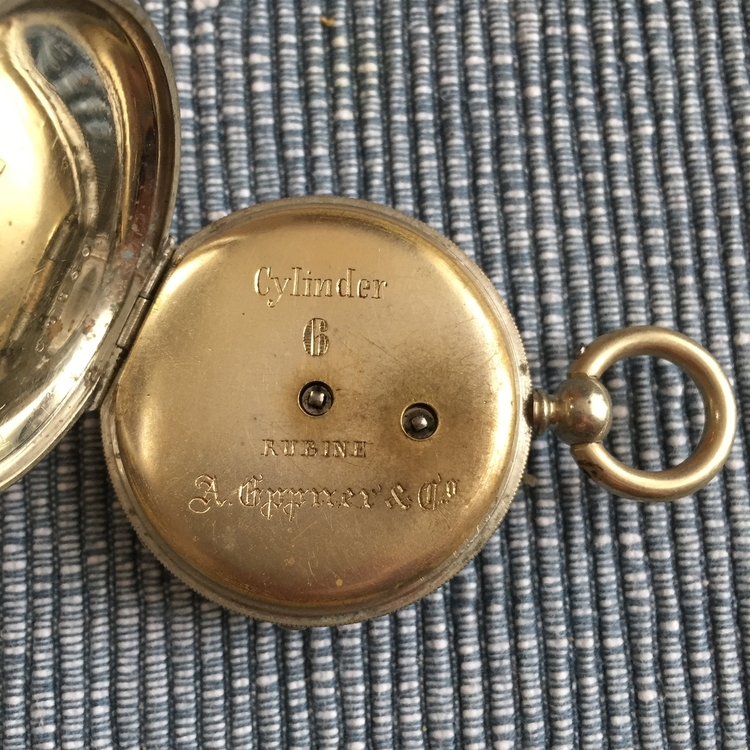 Cylinder
6
RUBINE
A. Eppner & Co